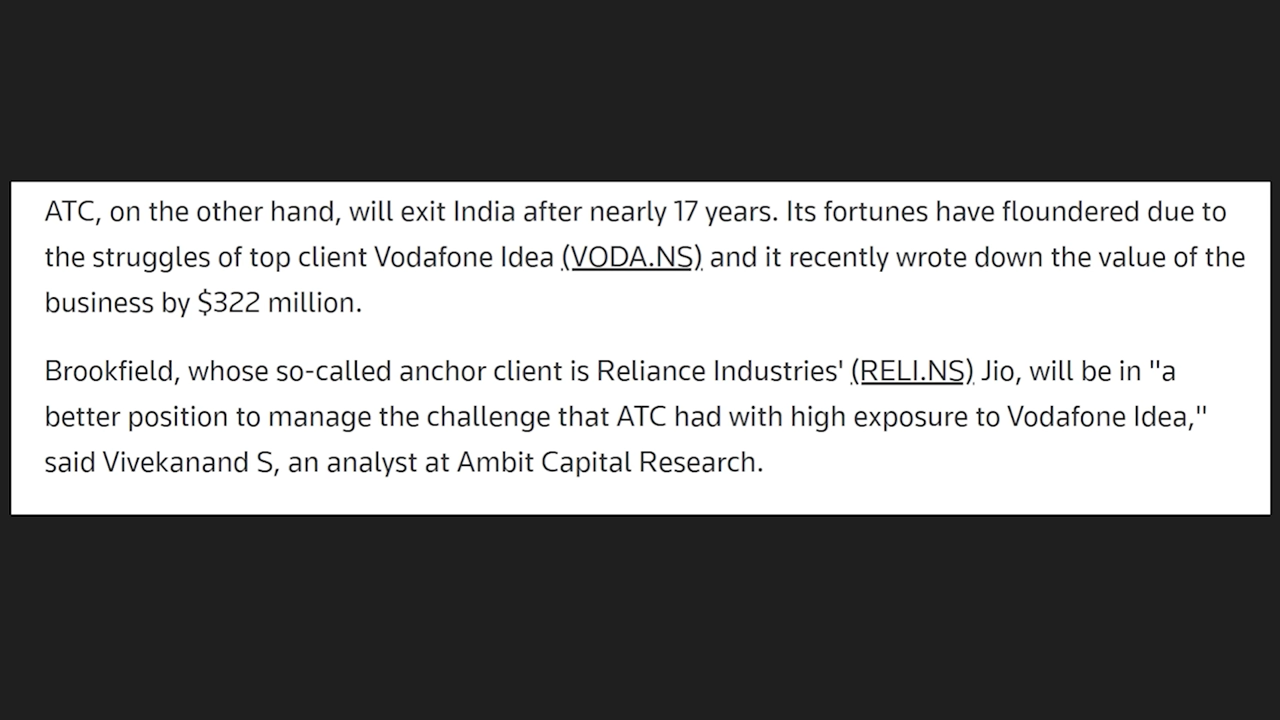 ATC, on the other hand, will exit India after nearly 17 years. Its fortunes have floundered due to
the struggles of top client Vodafone Idea (VODA.NS) and it recently wrote down the value of the
business by $322 million.
Brookfield, whose so-called anchor client is Reliance Industries' (RELI.NS) Jio, will be in "a
better position to manage the challenge that ATC had with high exposure to Vodafone Idea,"
said Vivekanand S, an analyst at Ambit Capital Research.